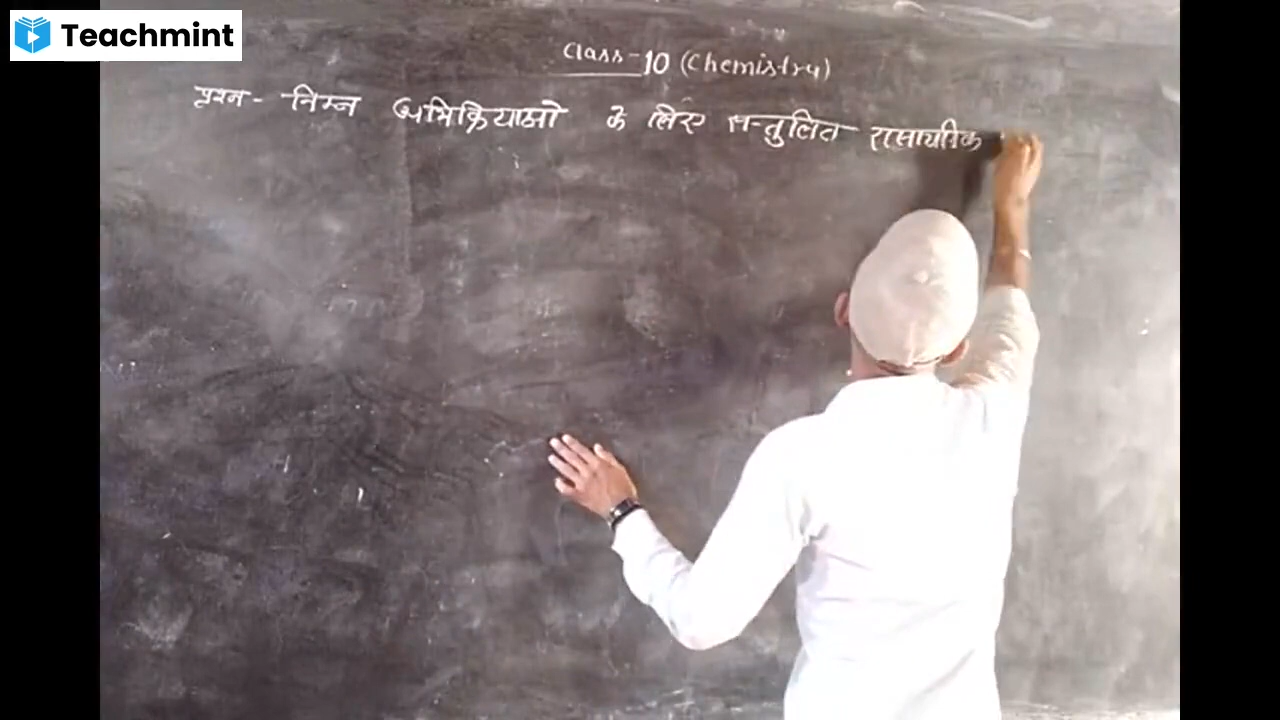 Teachmint
Class-10 (Chemistry)
प्रश्न - निम्न अभिक्रियाओ के लिए सन्तुलित रासायनिक